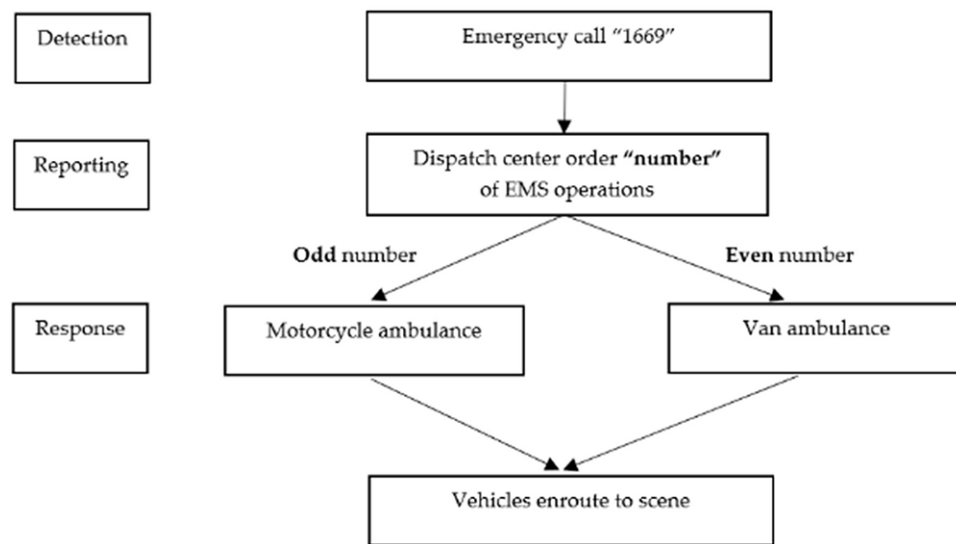 Detection
Emergency call “1669”
Reporting
Dispatch center order “number”
of EMS operations
Odd number
Even number
Response
Motorcycle ambulance
Van ambulance
Vehicles enroute to scene